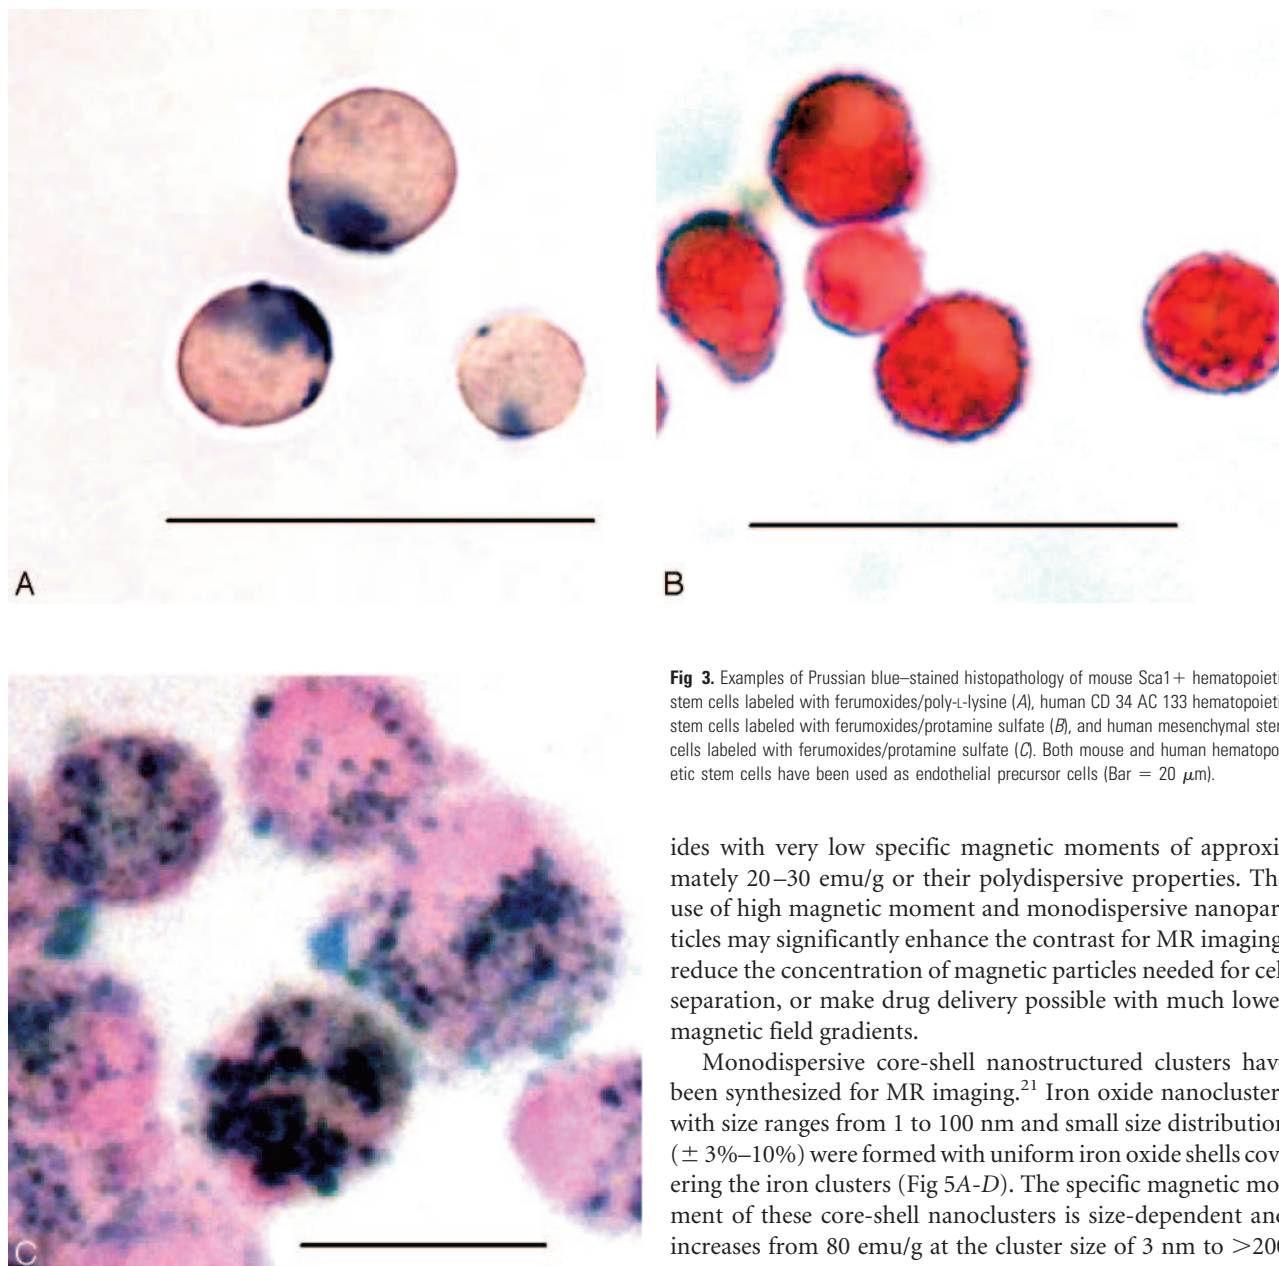 A
B
C
Fig 3. Examples of Prussian blue–stained histopathology of mouse Sca1+ hematopoieti
stem cells labeled with ferumoxides/poly-L-lysine (A), human CD 34 AC 133 hematopoieti
stem cells labeled with ferumoxides/protamine sulfate (B), and human mesenchymal ster
cells labeled with ferumoxides/protamine sulfate (C). Both mouse and human hematopo
etic stem cells have been used as endothelial precursor cells (Bar = 20 μm).
ides with very low specific magnetic moments of approxi
mately 20–30 emu/g or their polydispersive properties. Th
use of high magnetic moment and monodispersive nanopar
ticles may significantly enhance the contrast for MR imaging
reduce the concentration of magnetic particles needed for cel
separation, or make drug delivery possible with much lowe
magnetic field gradients.
Monodispersive core-shell nanostructured clusters hav
been synthesized for MR imaging.21 Iron oxide nanocluster
with size ranges from 1 to 100 nm and small size distribution
(± 3%–10%) were formed with uniform iron oxide shells cov
ering the iron clusters (Fig 5A-D). The specific magnetic mo
ment of these core-shell nanoclusters is size-dependent and
increases from 80 emu/g at the cluster size of 3 nm to >200